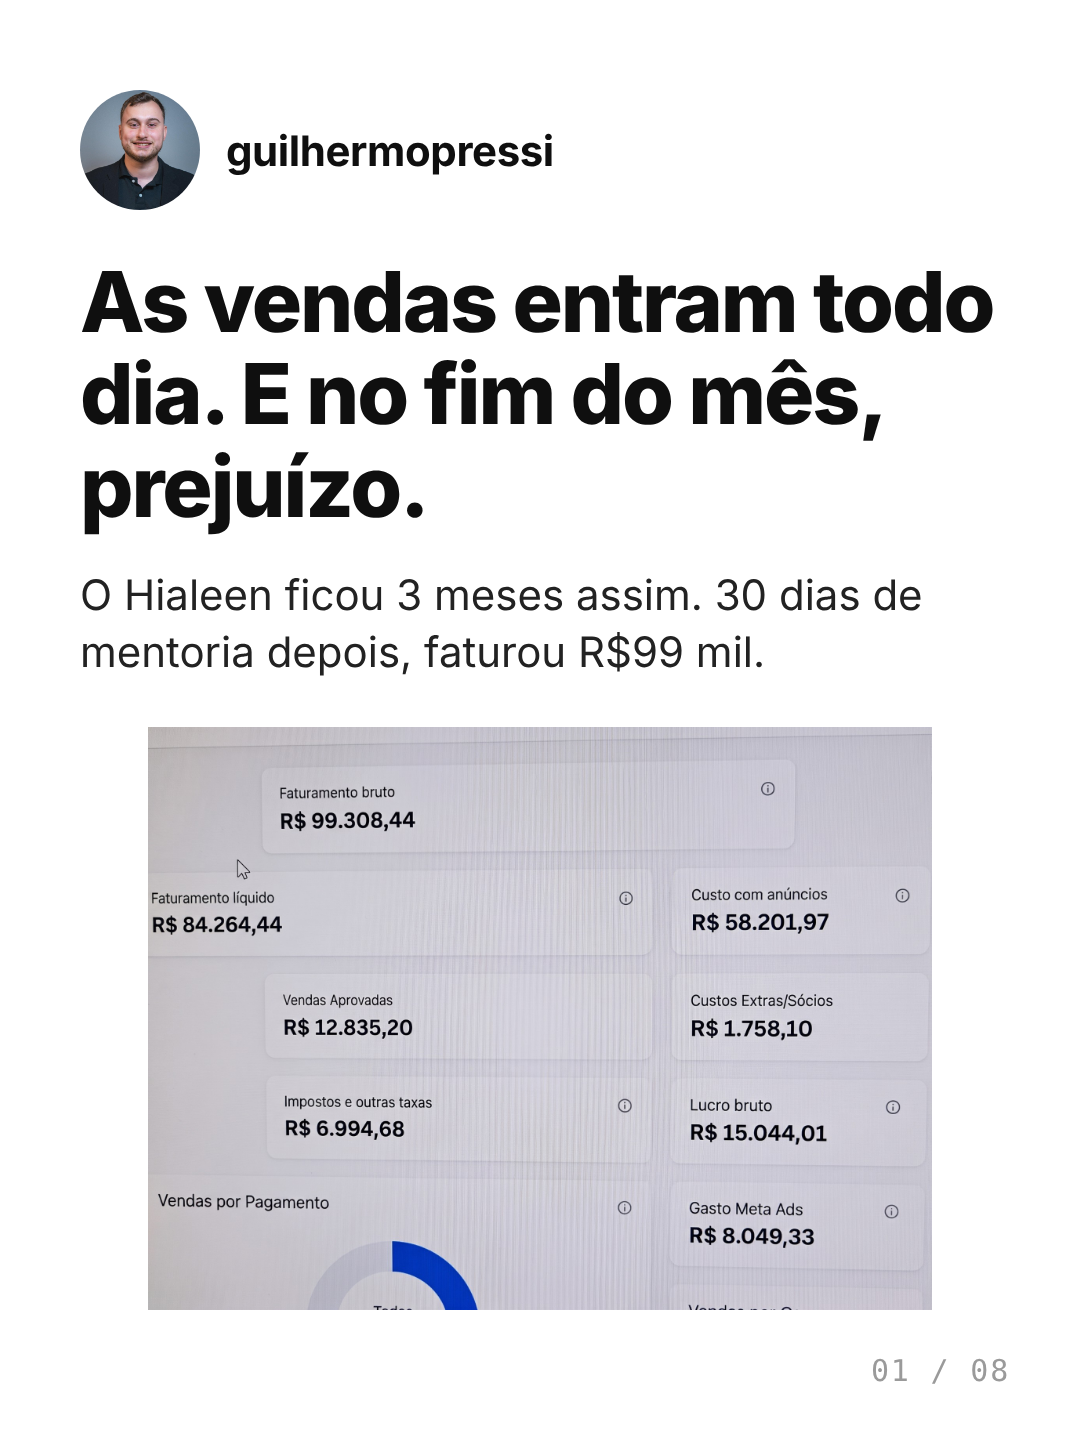 guilhermopressi
As vendas entram todo
dia. E no fim do mês,
prejuízo.
O Hialeen ficou 3 meses assim. 30 dias de
mentoria depois, faturou R$99 mil.
Faturamento bruto
R$ 99.308,44
Faturamento líquido
R$ 84.264,44
Custo com anúncios
R$ 58.201,97
Vendas Aprovadas
R$ 12.835,20
Custos Extras/Sócios
R$ 1.758,10
Impostos e outras taxas
R$ 6.994,68
Lucro bruto
R$ 15.044,01
Vendas por Pagamento
Gasto Meta Ads
R$ 8.049,33
01 / 08